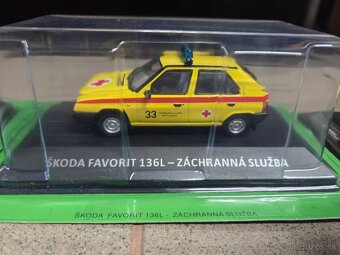 33
ŠKODA FAVORIT 136L – ZÁCHRANNÁ SLUŽBA
ŠKODA FAVORIT 136L - ZÁCHRANNÁ SLUŽBA